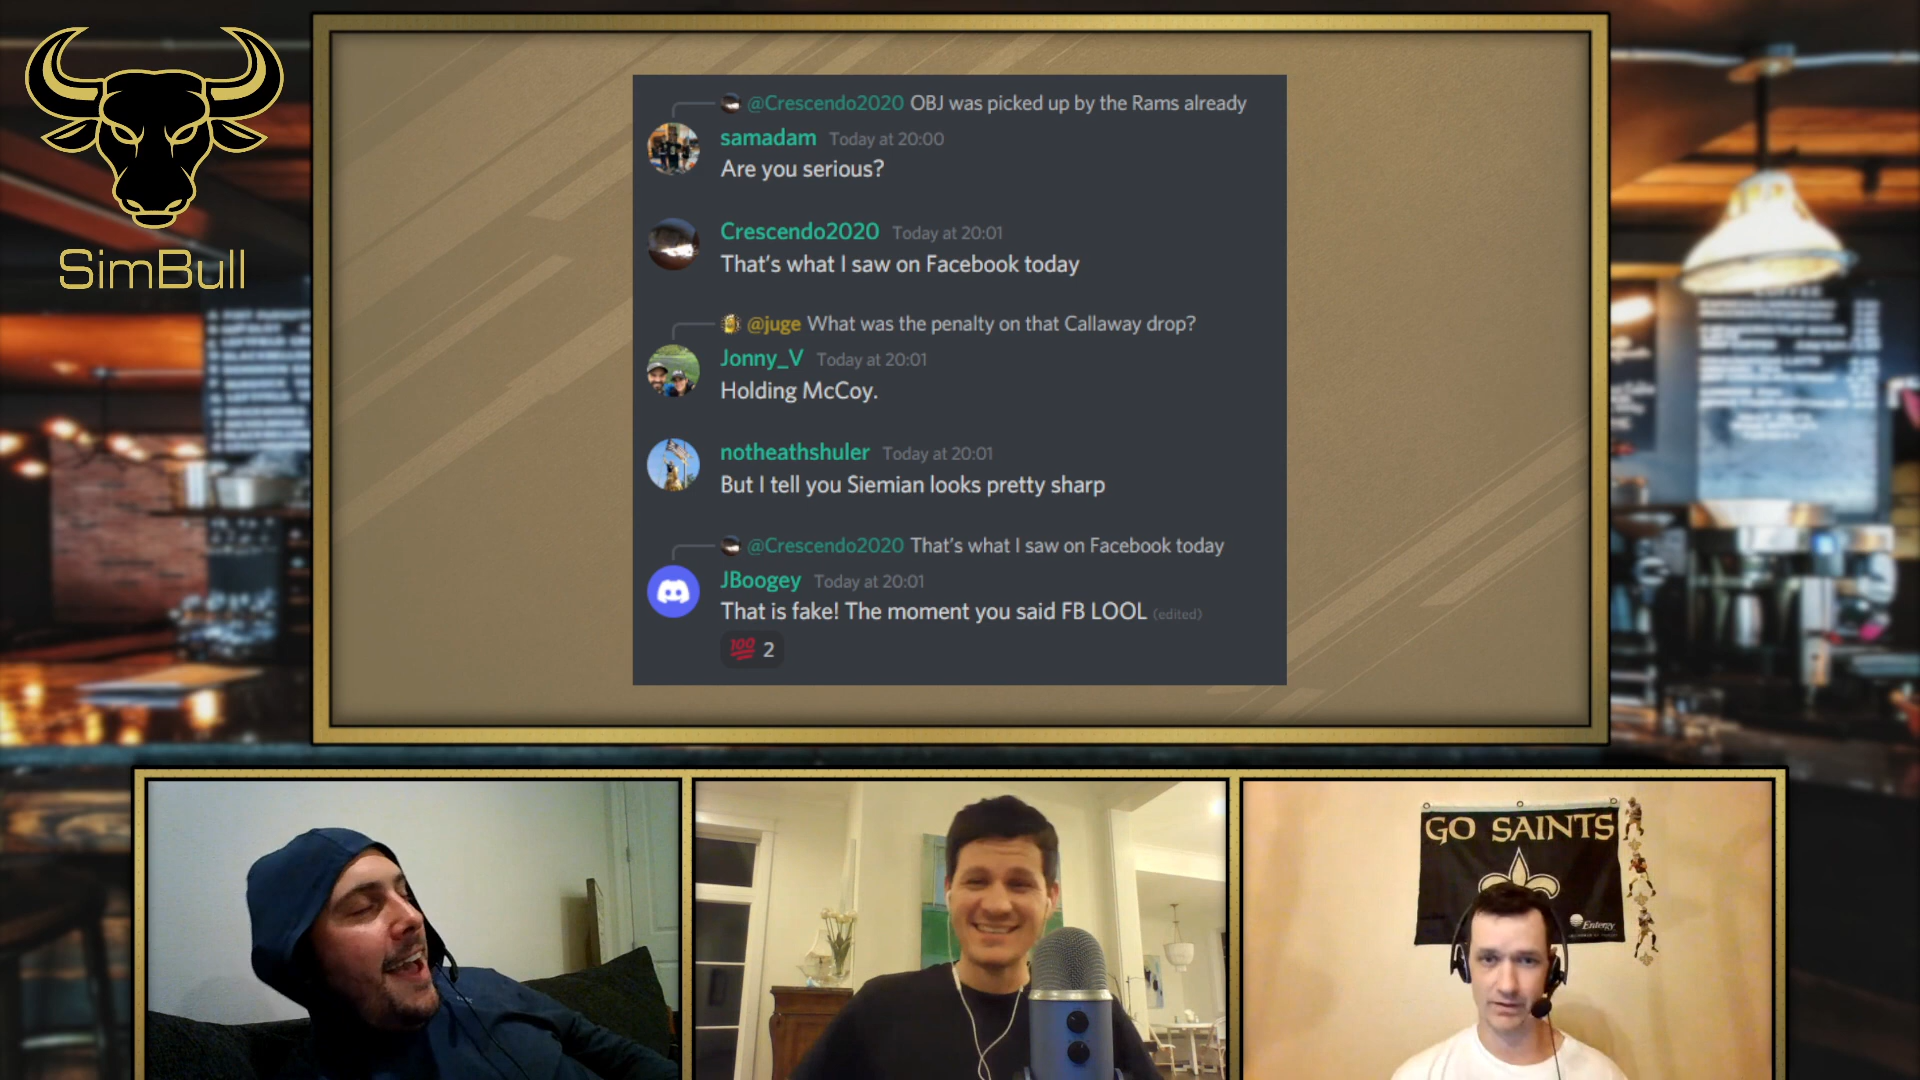 SimBull
@Crescendo2020 OBJ was picked up by the Rams already
samadam Today at 20:00
Are you serious?
Crescendo2020 Today at 20:01
That's what I saw on Facebook today
@juge What was the penalty on that Callaway drop?
Jonny_V Today at 20:01
Holding McCoy.
notheathshuler Today at 20:01
But I tell you Siemian looks pretty sharp
@Crescendo2020 That's what I saw on Facebook today
JBoogey Today at 20:01
That is fake! The moment you said FB LOOL (edited)
💯 2
GO SAINTS
Entergy